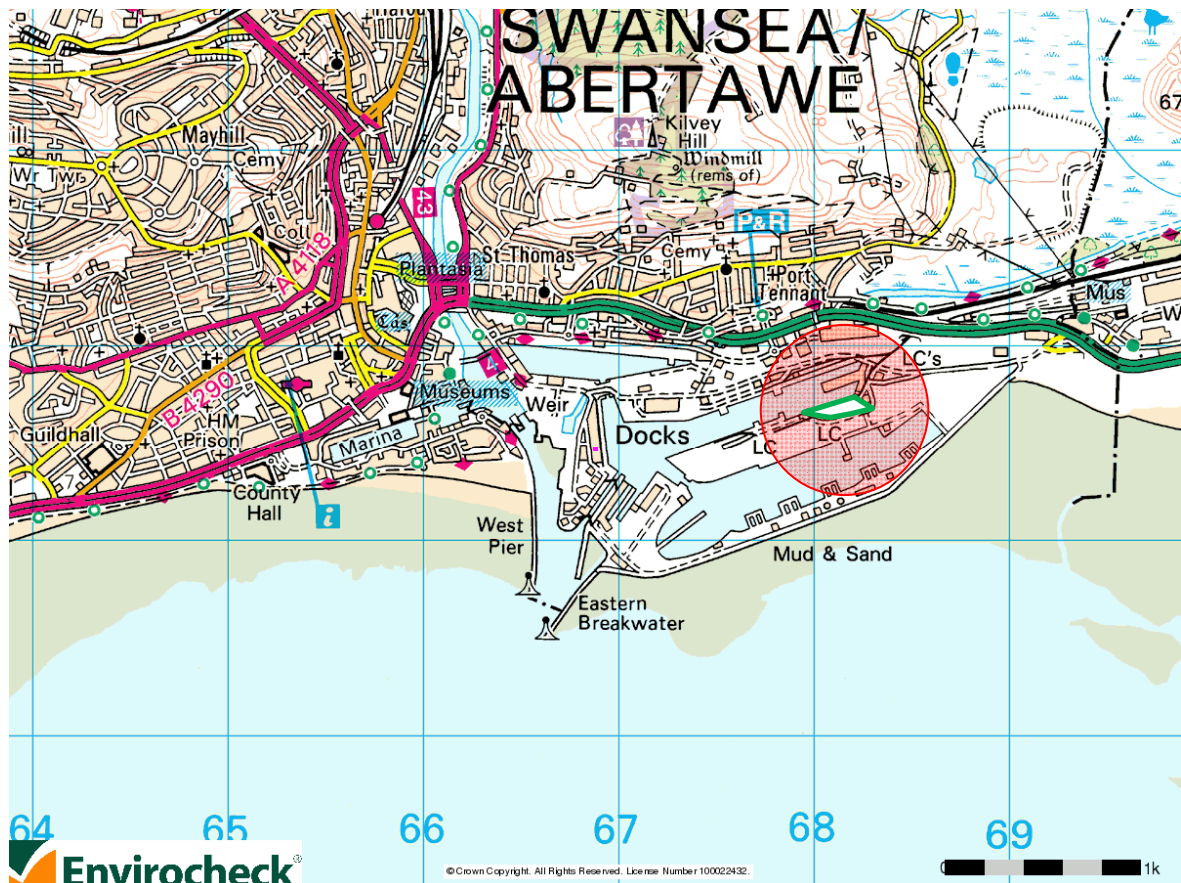 SWANSEA /
ABERTAWE
Kilvey
Hill
Windmill
(rems of)
67
Mayhill
Cemy
Wr Twr
Coll
A 4118
43
P&R
Plantasia
St Thomas
Cemy
Port
Tennant
Mus
Cas
C's
B 4290
Museums
Weir
Docks
LC
LC
HM
Prison
Guildhall
Marina
County
Hall
i
West
Pier
Mud & Sand
Eastern
Breakwater
64
65
66
67
68
69
Envirocheck®
© Crown Copyright. All Rights Reserved. License Number 100022432.
0
1k